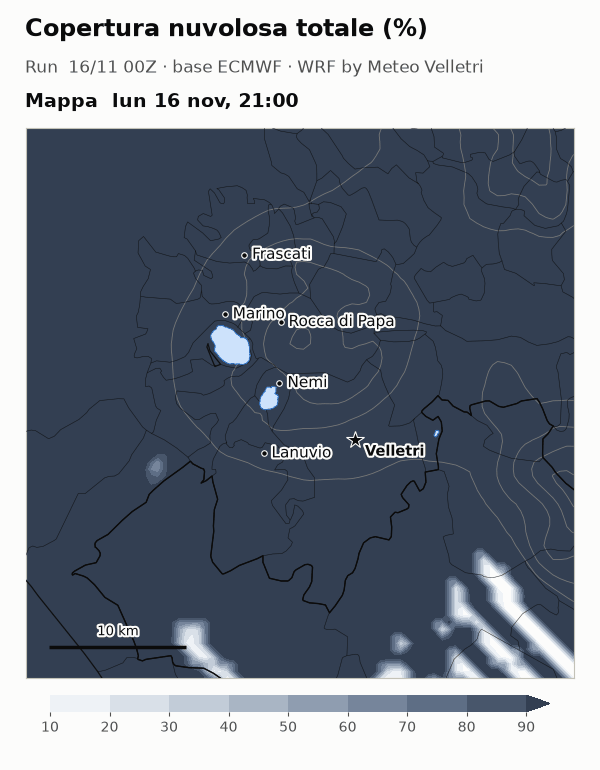 Copertura nuvolosa totale (%)
Run  16/11 00Z · base ECMWF · WRF by Meteo Velletri
Mappa  lun 16 nov, 21:00
Frascati
Marino
Rocca di Papa
Nemi
Velletri
Lanuvio
10 km
10 20 30 40 50 60 70 80 90